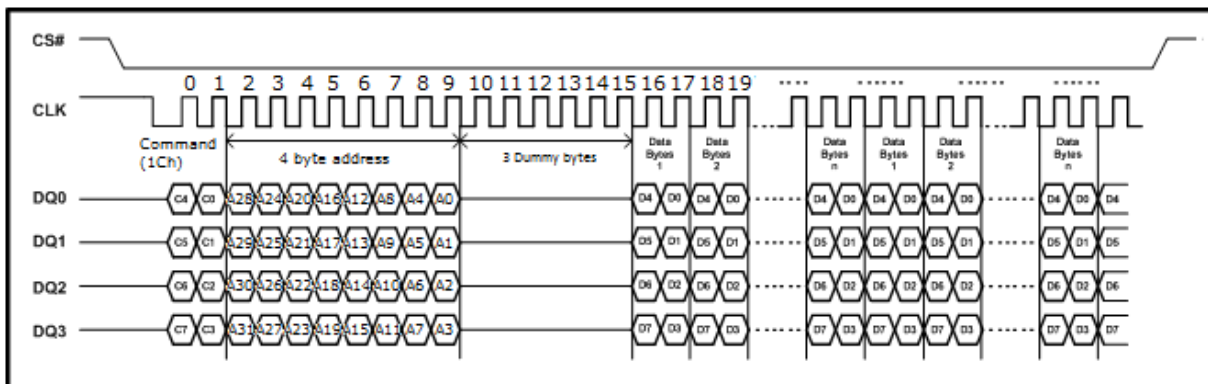 CS#
0 1 2 3 4 5 6 7 8 9 10 11 12 13 14 15 16 17 18 19
CLK
Command
(1Ch)
4 byte address
3 Dummy bytes
Data
Bytes
1
Data
Bytes
2
Data
Bytes
n
Data
Bytes
1
Data
Bytes
2
Data
Bytes
n
DQ0 C4 C0 A28 A24 A20 A16 A12 A8 A4 A0 D4 D0 D4 D0 D4 D0 D4 D0 D4 D0 D4 D0 D4
DQ1 C5 C1 A29 A25 A21 A17 A13 A9 A5 A1 D5 D1 D5 D1 D5 D1 D5 D1 D5 D1 D5 D1 D5
DQ2 C6 C2 A30 A26 A22 A18 A14 A10 A6 A2 D6 D2 D6 D2 D6 D2 D6 D2 D6 D2 D6 D2 D6
DQ3 C7 C3 A31 A27 A23 A19 A15 A11 A7 A3 D7 D3 D7 D3 D7 D3 D7 D3 D7 D3 D7 D3 D7